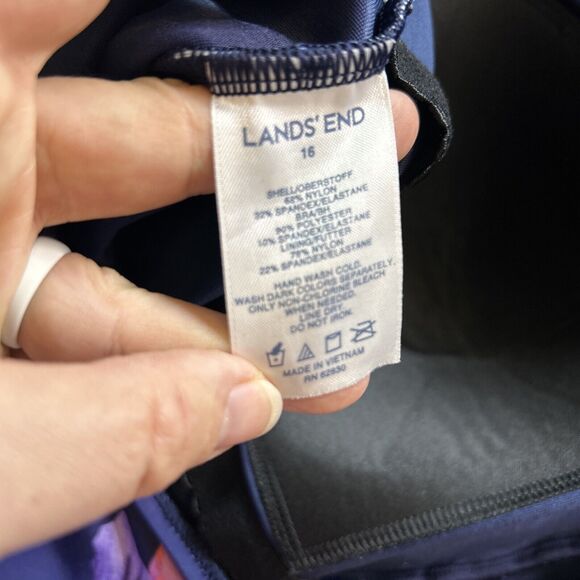 LANDS' END
16
SHELL/OBERSTOFF
68% NYLON
32% SPANDEX/ELASTANE
BRA/BH
90% POLYESTER
10% SPANDEX/ELASTANE
LINING/FUTTER
78% NYLON
22% SPANDEX/ELASTANE
HAND WASH COLD.
WASH DARK COLORS SEPARATELY.
ONLY NON-CHLORINE BLEACH
WHEN NEEDED.
LINE DRY.
DO NOT IRON.
MADE IN VIETNAM
RN 62830